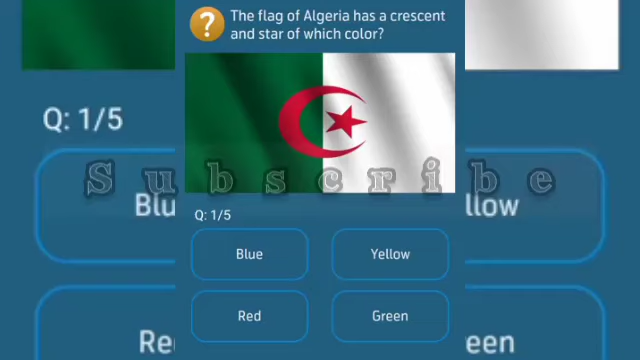 ?
The flag of Algeria has a crescent
and star of which color?
Q: 1/5
Q: 1/5
Subscribe
Blu
llow
Blue
Yellow
Red
Green
Re
een